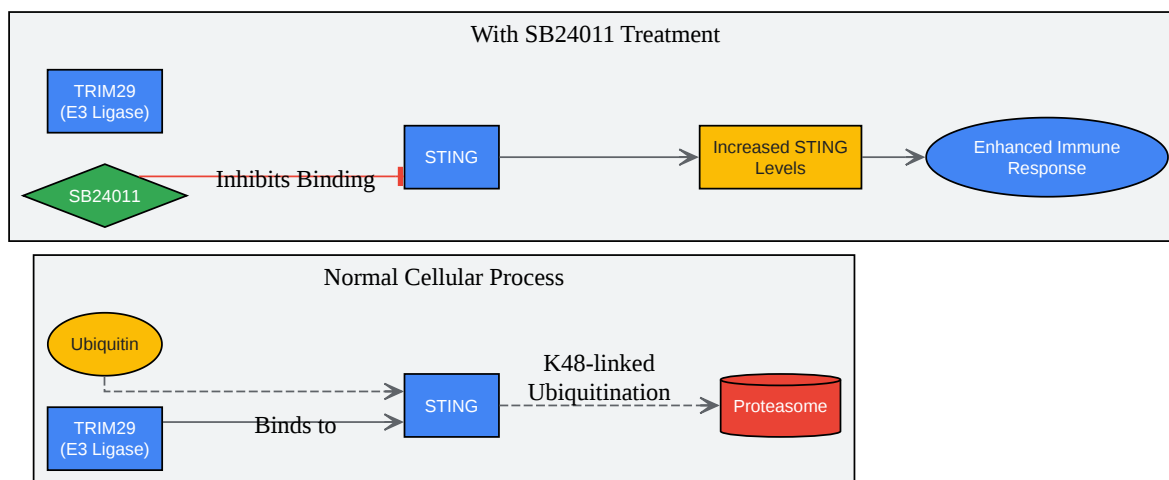 With SB24011 Treatment
TRIM29
(E3 Ligase)
SB24011
Inhibits Binding
STING
Increased STING
Levels
Enhanced Immune
Response
Normal Cellular Process
Ubiquitin
TRIM29
(E3 Ligase)
Binds to
STING
K48-linked
Ubiquitination
Proteasome